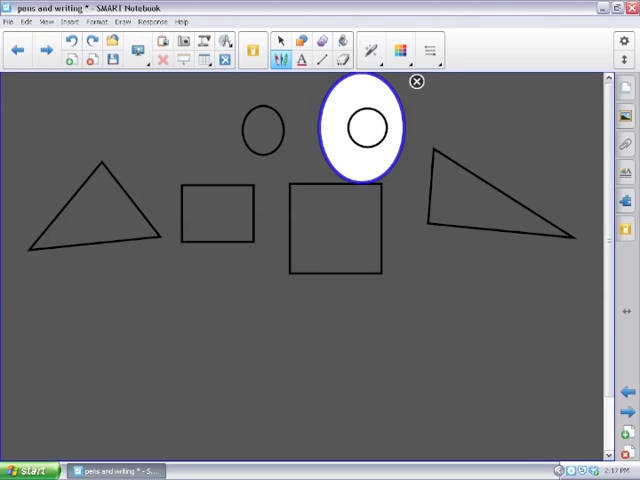 pens and writing * - SMART Notebook
File Edit View Insert Format Draw Response Help
A
start
pens and writing * - S...
2:17 PM